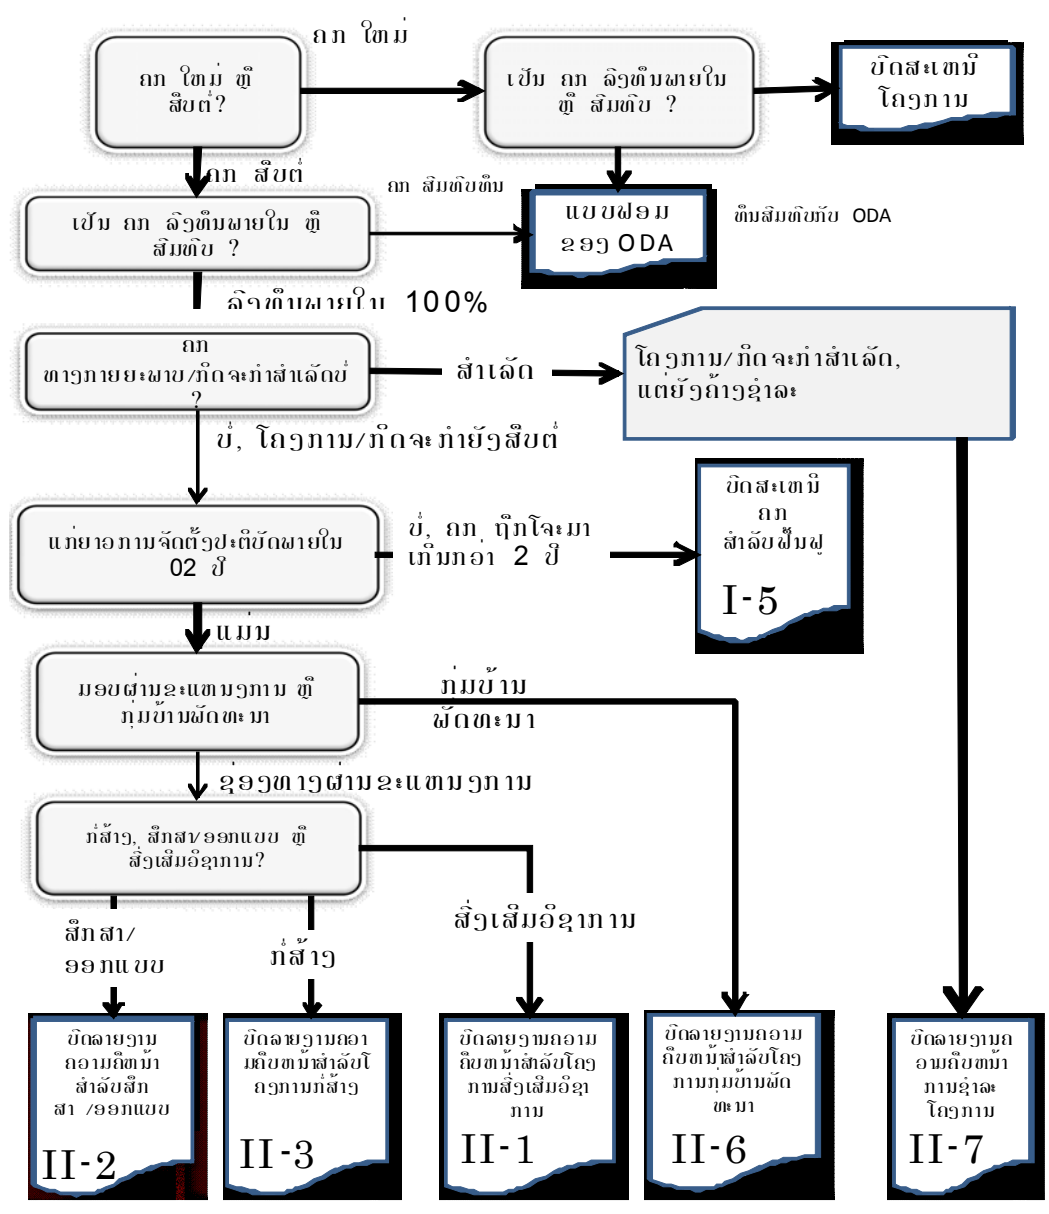 ຄກ ໃຫມ່
ຄກ ໃຫມ່ ຫຼື
ສືບຕໍ່?
ເປັນ ຄກ ລົງທຶນພາຍໃນ
ຫຼື ສົມທົບ ?
ບົດສະເຫນີ
ໂຄງການ
ຄກ ສືບຕໍ່
ຄກ ສົມທົບທຶນ
ເປັນ ຄກ ລົງທຶນພາຍໃນ ຫຼື
ສົມທົບ ?
ແບບຟອມ
ຂອງ ODA
ທຶນສົມທົບກັບ ODA
ລົງທຶນພາຍໃນ 100%
ຄກ
ທາງກາຍຍະພາບ/ກິດຈະກໍາສໍາເລັດບໍ່
?
ສໍາເລັດ
ໂຄງການ/ກິດຈະກໍາສໍາເລັດ,
ແຕ່ຍັງຄ້າງຊໍາລະ
ບໍ່, ໂຄງການ/ກິດຈະກໍາຍັງສືບຕໍ່
ບົດສະເຫນີ
ຄກ
ສໍາລັບຟື້ນຟູ
I-5
ແກ່ຍາວການຈັດຕັ້ງປະຕິບັດພາຍໃນ
02 ປີ
ບໍ່, ຄກ ຖືກໂຈະມາ
ເກີນກວ່າ 2 ປີ
ແມ່ນ
ມອບຜ່ານຂະແຫນງການ ຫຼື
ກຸ່ມບ້ານພັດທະນາ
ກຸ່ມບ້ານ
ພັດທະນາ
ຊ່ອງທາງຜ່ານຂະແຫນງການ
ກໍ່ສ້າງ, ສຶກສາ/ອອກແບບ ຫຼື
ສົ່ງເສີມວິຊາການ?
ສຶກສາ/
ອອກແບບ
ກໍ່ສ້າງ
ສົ່ງເສີມວິຊາການ
ບົດລາຍງານ
ຄວາມຄືຫນ້າ
ສໍາລັບສຶກ
ສາ /ອອກແບບ
II-2
ບົດລາຍງານຄວາ
ມຄືບຫນ້າສໍາລັບໂ
ຄງການກໍ່ສ້າງ
II-3
ບົດລາຍງານຄວາມ
ຄືບຫນ້າສໍາລັບໂຄງ
ການສົ່ງເສີມວິຊາ
ການ
II-1
ບົດລາຍງານຄວາມ
ຄືບຫນ້າສໍາລັບໂຄງ
ການກຸ່ມບ້ານພັດ
ທະນາ
II-6
ບົດລາຍງານຄ
ວາມຄືບຫນ້າ
ການຊໍາລະ
ໂຄງການ
II-7